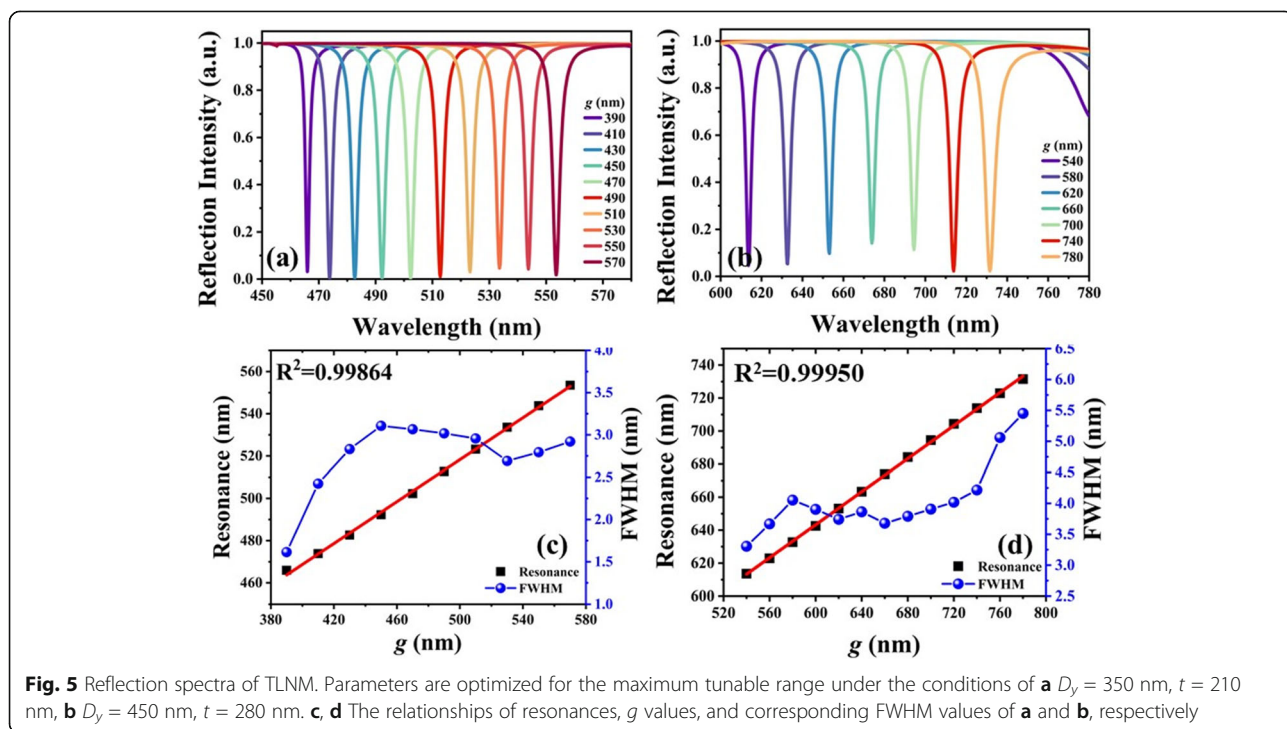 Reflection Intensity (a.u.)
1.0
0.8
0.6
0.4
0.2
0.0
g (nm)
390
410
430
450
470
490
510
530
550
570
(a)
450 470 490 510 530 550 570
Wavelength (nm)
Reflection Intensity (a.u.)
1.0
0.8
0.6
0.4
0.2
0.0
g (nm)
540
580
620
660
700
740
780
(b)
600 620 640 660 680 700 720 740 760 780
Wavelength (nm)
R²=0.99864
Resonance (nm)
560
540
520
500
480
460
FWHM (nm)
4.0
3.5
3.0
2.5
2.0
1.5
1.0
(c)
Resonance
FWHM
380 420 460 500 540 580
g (nm)
R²=0.99950
Resonance (nm)
740
720
700
680
660
640
620
600
FWHM (nm)
6.5
6.0
5.5
5.0
4.5
4.0
3.5
3.0
2.5
(d)
Resonance
FWHM
520 560 600 640 680 720 760 800
g (nm)
Fig. 5 Reflection spectra of TLNM. Parameters are optimized for the maximum tunable range under the conditions of a Dy = 350 nm, t = 210
nm, b Dy = 450 nm, t = 280 nm. c, d The relationships of resonances, g values, and corresponding FWHM values of a and b, respectively